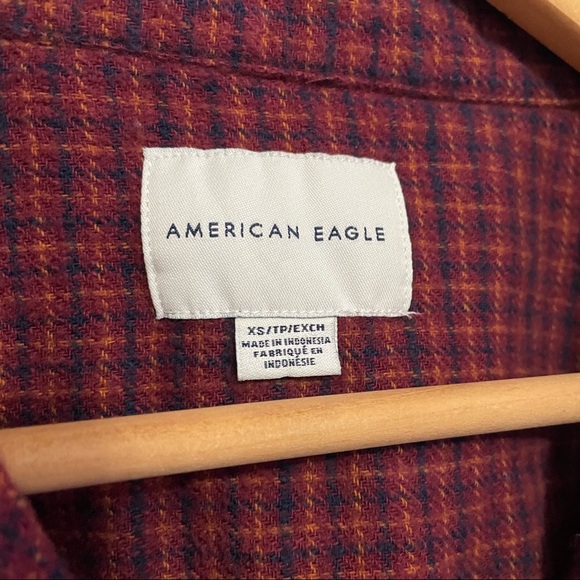 AMERICAN EAGLE
XS/TP/EXCH
MADE IN INDONESIA
FABRIQUÉ EN
INDONÉSIE